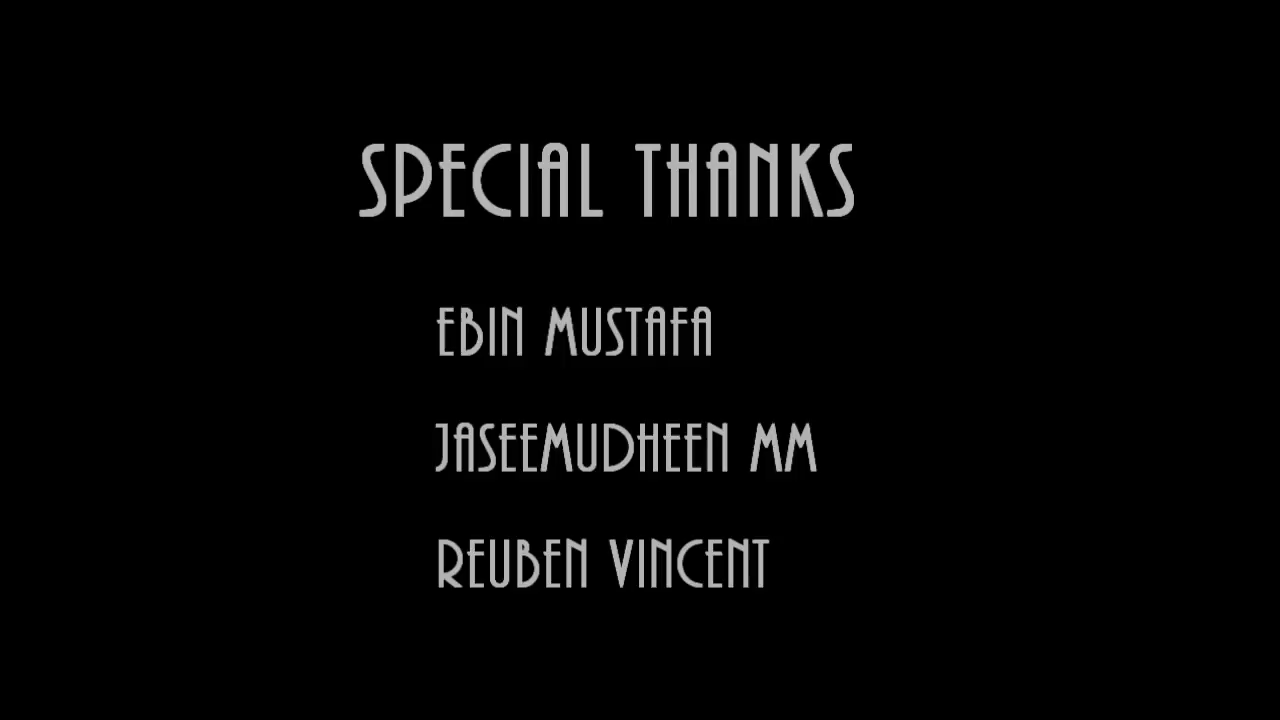 SPECIAL THANKS
EBIN MUSTAFA
JASEEMUDHEEN MM
REUBEN VINCENT